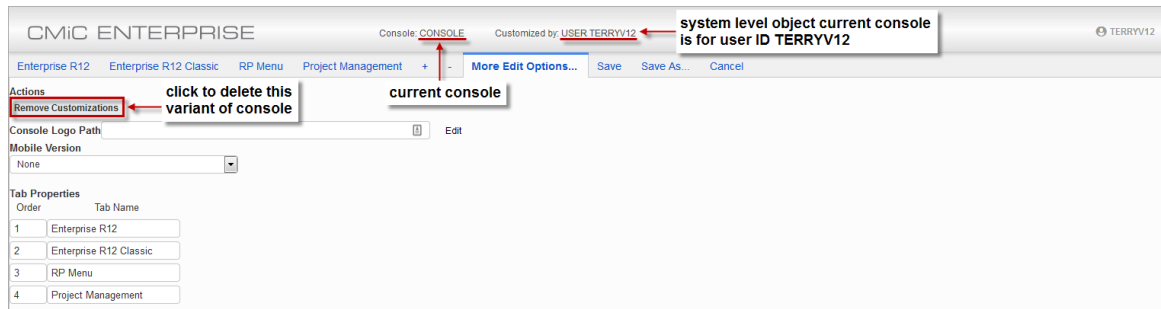 CMiC ENTERPRISE
Console: CONSOLE
Customized by: USER TERRYV12
system level object current console
is for user ID TERRYV12
TERRYV12
Enterprise R12 Enterprise R12 Classic RP Menu Project Management + - More Edit Options... Save Save As... Cancel
Actions
Remove Customizations
click to delete this
variant of console
current console
Console Logo Path
Edit
Mobile Version
None
Tab Properties
Order Tab Name
1 Enterprise R12
2 Enterprise R12 Classic
3 RP Menu
4 Project Management